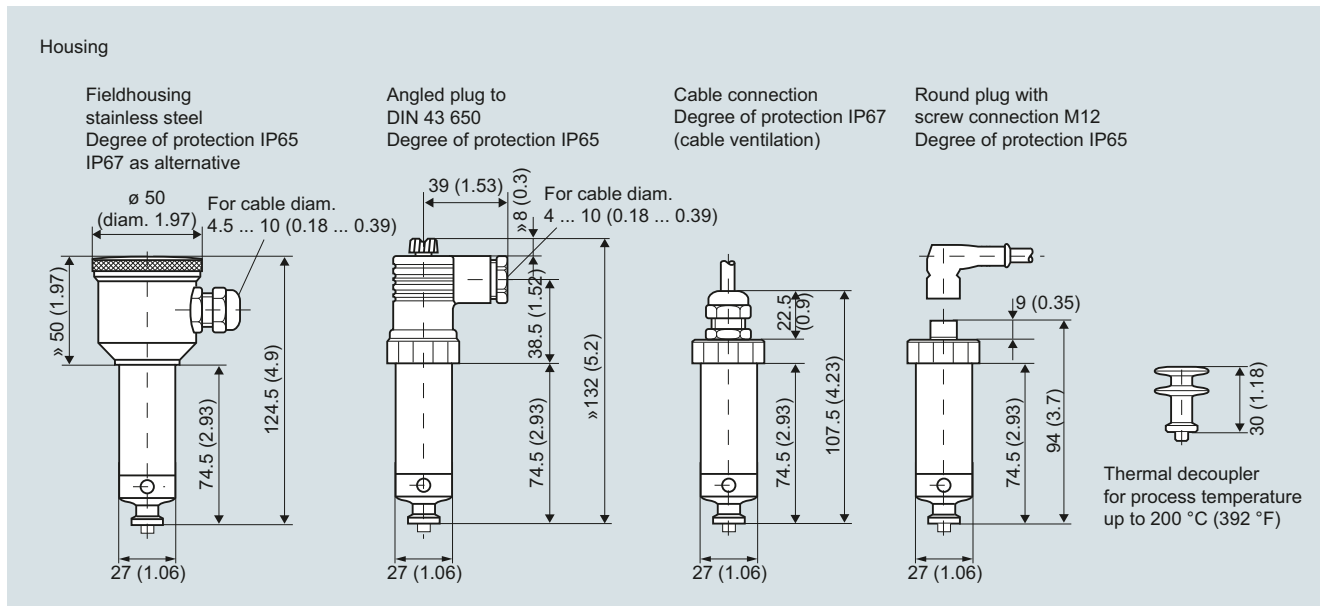 Housing
Fieldhousing
stainless steel
Degree of protection IP65
IP67 as alternative
ø 50
(diam. 1.97)
For cable diam.
4.5 ... 10 (0.18 ... 0.39)
» 50 (1.97)
74.5 (2.93)
124.5 (4.9)
27 (1.06)
Angled plug to
DIN 43 650
Degree of protection IP65
39 (1.53)
»8 (0.3)
For cable diam.
4 ... 10 (0.18 ... 0.39)
38.5 (1.52)
74.5 (2.93)
»132 (5.2)
27 (1.06)
Cable connection
Degree of protection IP67
(cable ventilation)
22.5
(0.9)
74.5 (2.93)
107.5 (4.23)
27 (1.06)
Round plug with
screw connection M12
Degree of protection IP65
9 (0.35)
74.5 (2.93)
94 (3.7)
27 (1.06)
30 (1.18)
Thermal decoupler
for process temperature
up to 200 °C (392 °F)